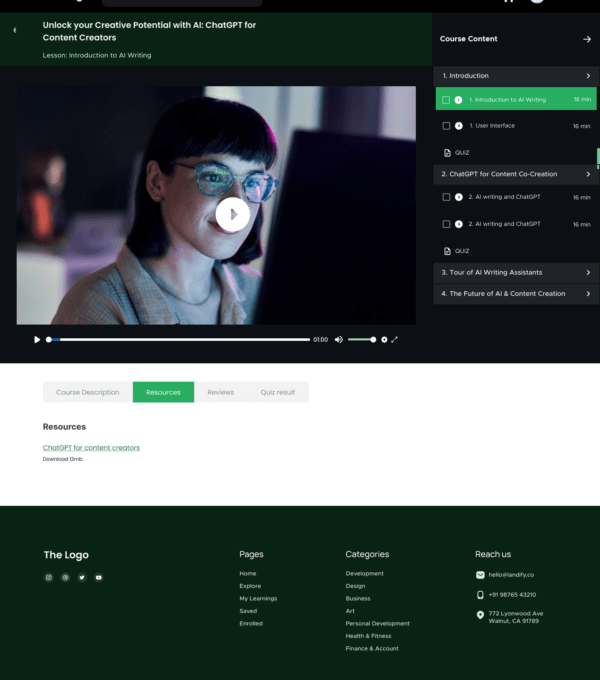 Unlock your Creative Potential with AI: ChatGPT for
Content Creators
Lesson: Introduction to AI Writing
Course Content
1. Introduction
1. Introduction to AI Writing
16 min
1. User Interface
16 min
QUIZ
2. ChatGPT for Content Co-Creation
2. AI writing and ChatGPT
16 min
2. AI writing and ChatGPT
16 min
QUIZ
3. Tour of AI Writing Assistants
4. The Future of AI & Content Creation
01:00
Course Description
Resources
Reviews
Quiz result
Resources
ChatGPT for content creators
Download 13mb
The Logo
Pages
Home
Explore
My Learnings
Saved
Enrolled
Categories
Development
Design
Business
Art
Personal Development
Health & Fitness
Finance & Account
Reach us
hello@landify.co
+91 98765 43210
772 Lyonwood Ave
Walnut, CA 91789